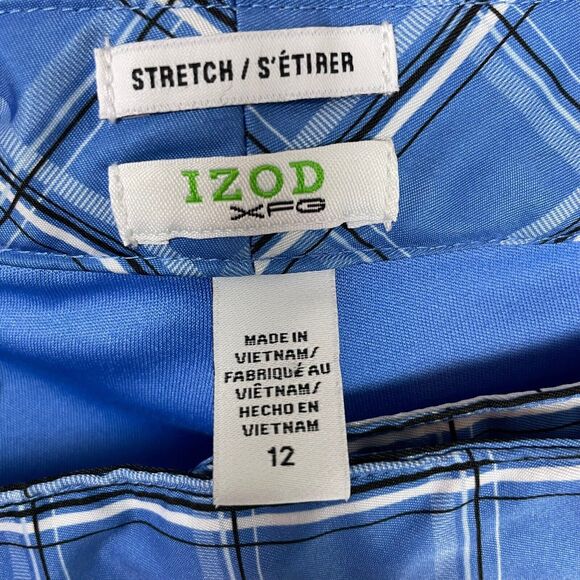 STRETCH / S'ÉTIRER
IZOD
XFG
MADE IN
VIETNAM/
FABRIQUÉ AU
VIÊTNAM/
HECHO EN
VIETNAM
12